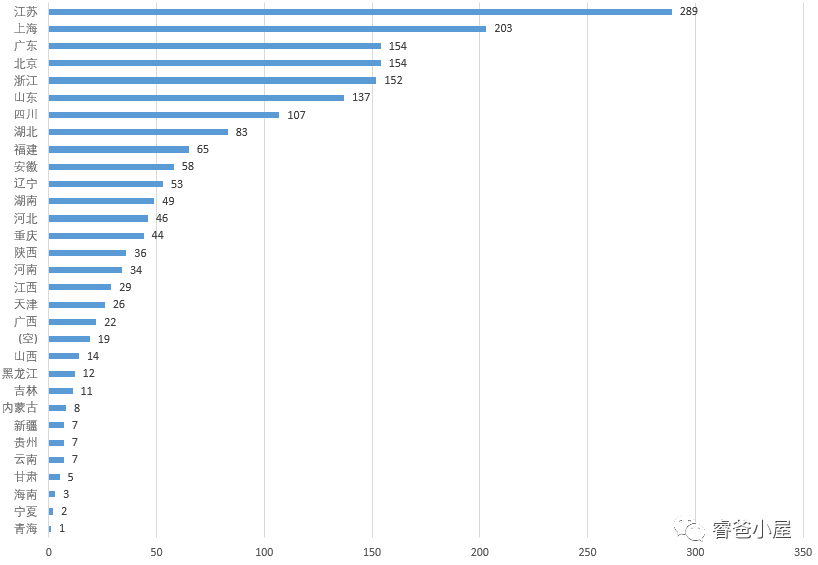 江苏 289
上海 203
广东 154
北京 154
浙江 152
山东 137
四川 107
湖北 83
福建 65
安徽 58
辽宁 53
湖南 49
河北 46
重庆 44
陕西 36
河南 34
江西 29
天津 26
广西 22
(空) 19
山西 14
黑龙江 12
吉林 11
内蒙古 8
新疆 7
贵州 7
云南 7
甘肃 5
海南 3
宁夏 2
青海 1
0 50 100 150 200 250 300 350
睿爸小屋